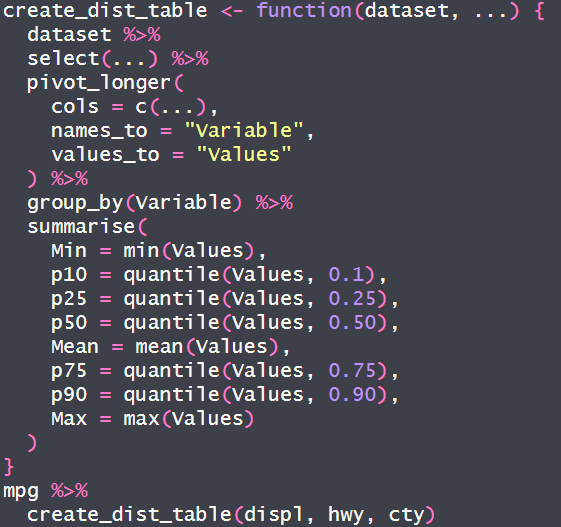 create_dist_table <- function(dataset, ...) {
  dataset %>%
  select(...) %>%
  pivot_longer(
    cols = c(...),
    names_to = "Variable",
    values_to = "Values"
  ) %>%
  group_by(Variable) %>%
  summarise(
    Min = min(Values),
    p10 = quantile(Values, 0.1),
    p25 = quantile(Values, 0.25),
    p50 = quantile(Values, 0.50),
    Mean = mean(Values),
    p75 = quantile(Values, 0.75),
    p90 = quantile(Values, 0.90),
    Max = max(Values)
  )
}
mpg %>%
  create_dist_table(displ, hwy, cty)